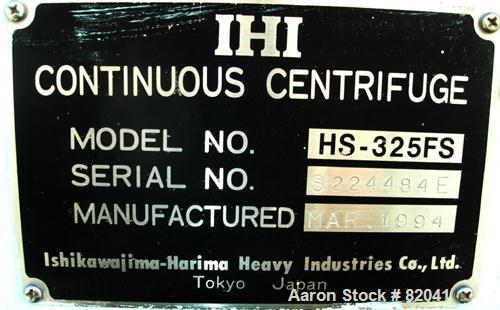 IHI
CONTINUOUS CENTRIFUGE
MODEL NO. HS-325FS
SERIAL NO. S224484E
MANUFACTURED MAR. 1994
Ishikawajima-Harima Heavy Industries Co., Ltd.
Tokyo Japan
Aaron Stock # 82041